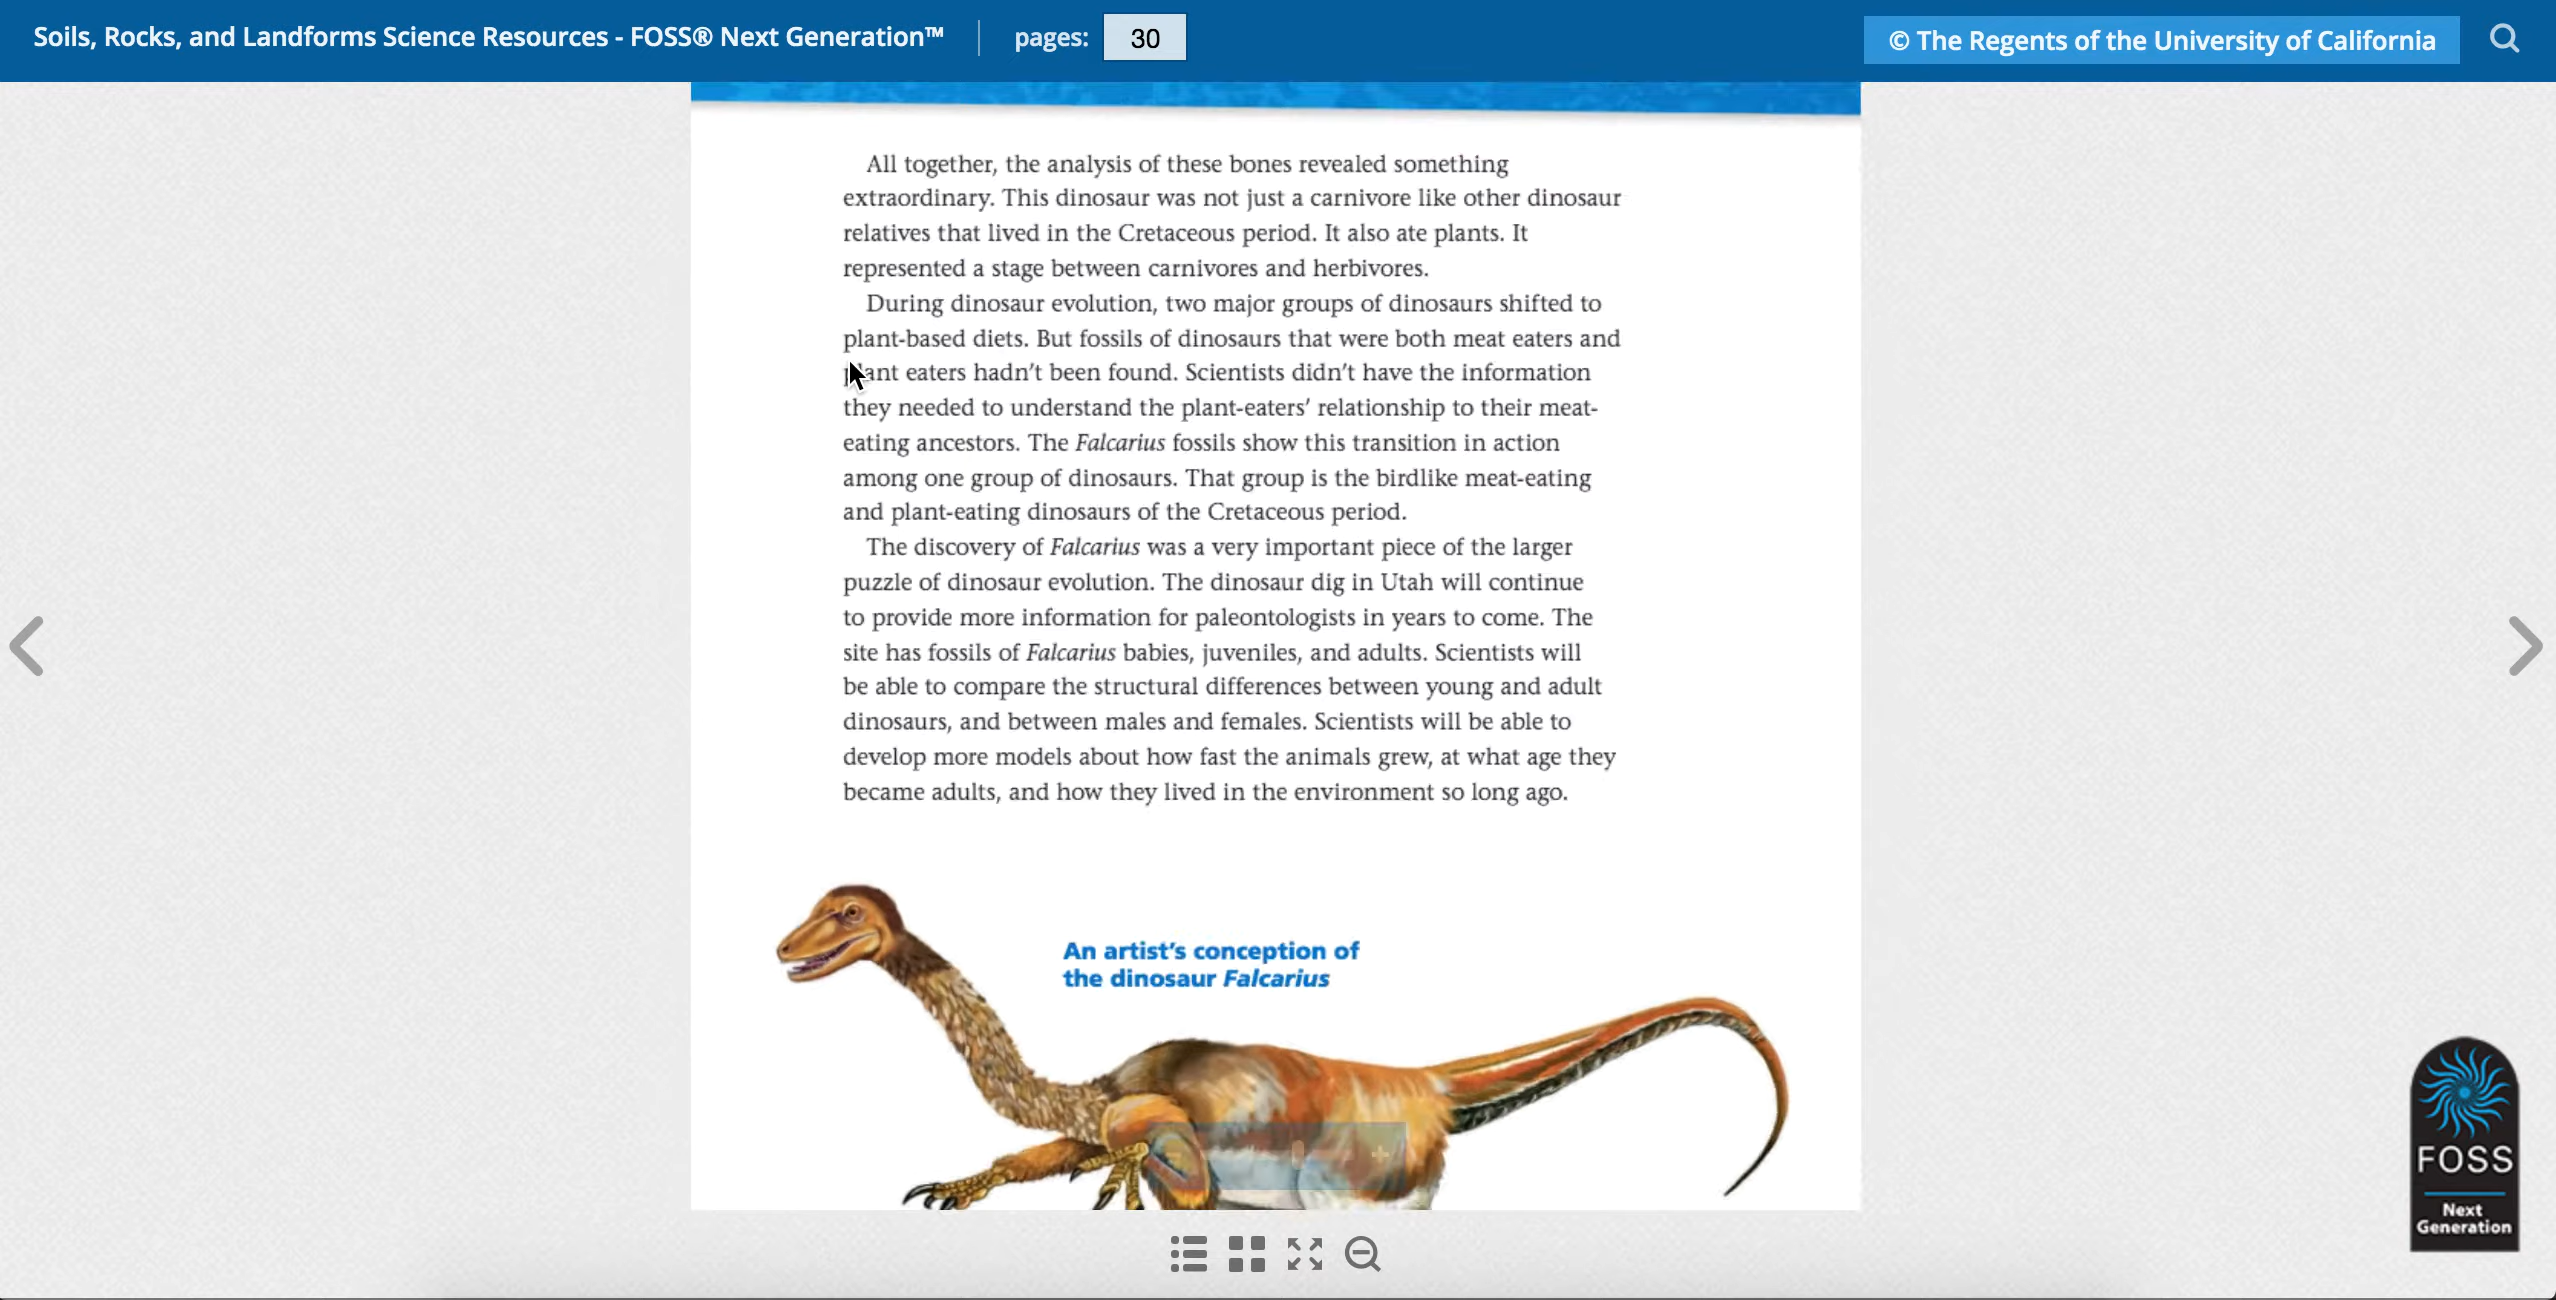 Soils, Rocks, and Landforms Science Resources - FOSS® Next Generation™
pages:
30
© The Regents of the University of California
All together, the analysis of these bones revealed something
extraordinary. This dinosaur was not just a carnivore like other dinosaur
relatives that lived in the Cretaceous period. It also ate plants. It
represented a stage between carnivores and herbivores.
During dinosaur evolution, two major groups of dinosaurs shifted to
plant-based diets. But fossils of dinosaurs that were both meat eaters and
plant eaters hadn't been found. Scientists didn't have the information
they needed to understand the plant-eaters' relationship to their meat-
eating ancestors. The Falcarius fossils show this transition in action
among one group of dinosaurs. That group is the birdlike meat-eating
and plant-eating dinosaurs of the Cretaceous period.
The discovery of Falcarius was a very important piece of the larger
puzzle of dinosaur evolution. The dinosaur dig in Utah will continue
to provide more information for paleontologists in years to come. The
site has fossils of Falcarius babies, juveniles, and adults. Scientists will
be able to compare the structural differences between young and adult
dinosaurs, and between males and females. Scientists will be able to
develop more models about how fast the animals grew, at what age they
became adults, and how they lived in the environment so long ago.
An artist's conception of
the dinosaur Falcarius
FOSS
Next
Generation